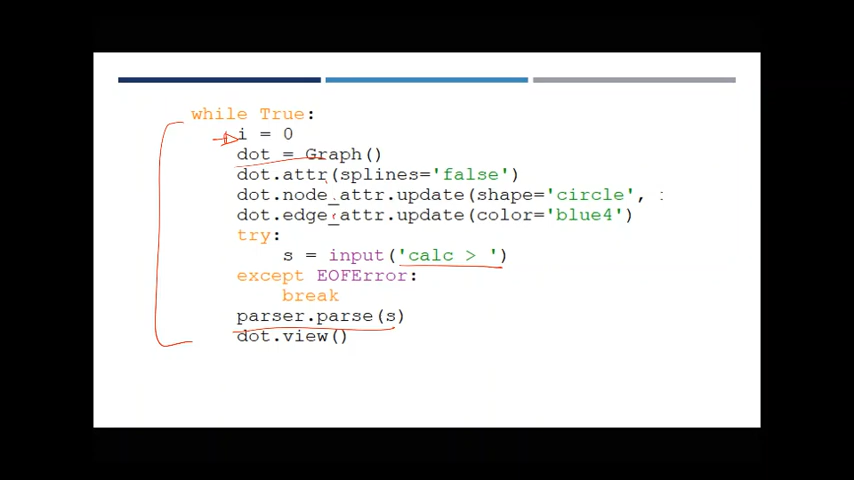 while True:
i = 0
dot = Graph()
dot.attr(splines='false')
dot.node_attr.update(shape='circle',
dot.edge_attr.update(color='blue4')
try:
s = input('calc > ')
except EOFError:
break
parser.parse(s)
dot.view()